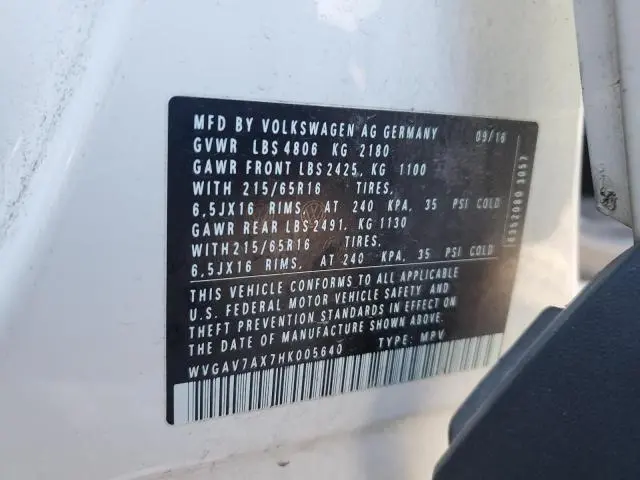 MFD BY VOLKSWAGEN AG GERMANY 09/16
GVWR LBS 4806 KG 2180
GAWR FRONT LBS 2425, KG 1100
WITH 215/65R16 TIRES,
6,5JX16 RIMS, AT 240 KPA, 35 PSI COLD
GAWR REAR LBS 2491, KG 1130
WITH 215/65R16 TIRES,
6,5JX16 RIMS, AT 240 KPA, 35 PSI COLD
THIS VEHICLE CONFORMS TO ALL APPLICABLE
U.S. FEDERAL MOTOR VEHICLE SAFETY AND
THEFT PREVENTION STANDARDS IN EFFECT ON
THE DATE OF MANUFACTURE SHOWN ABOVE.
WVGAV7AX7HK005640 TYPE: MPV
6352080 3057